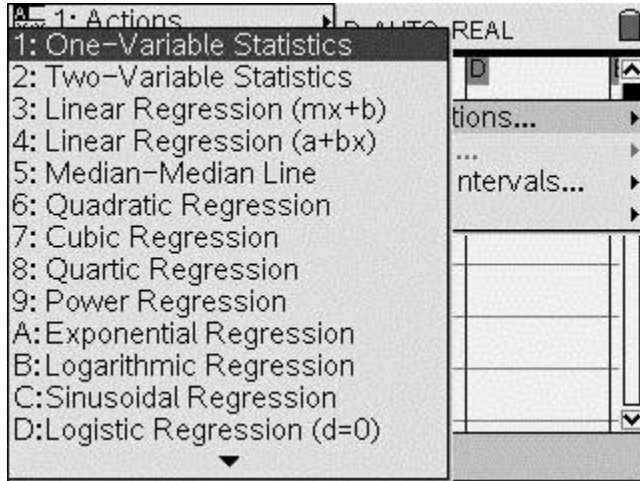 1: Actions
AUTO REAL
1: One-Variable Statistics
D
2: Two-Variable Statistics
3: Linear Regression (mx+b)
tions...
4: Linear Regression (a+bx)
...
5: Median-Median Line
ntervals...
6: Quadratic Regression
7: Cubic Regression
8: Quartic Regression
9: Power Regression
A:Exponential Regression
B:Logarithmic Regression
C:Sinusoidal Regression
D:Logistic Regression (d=0)